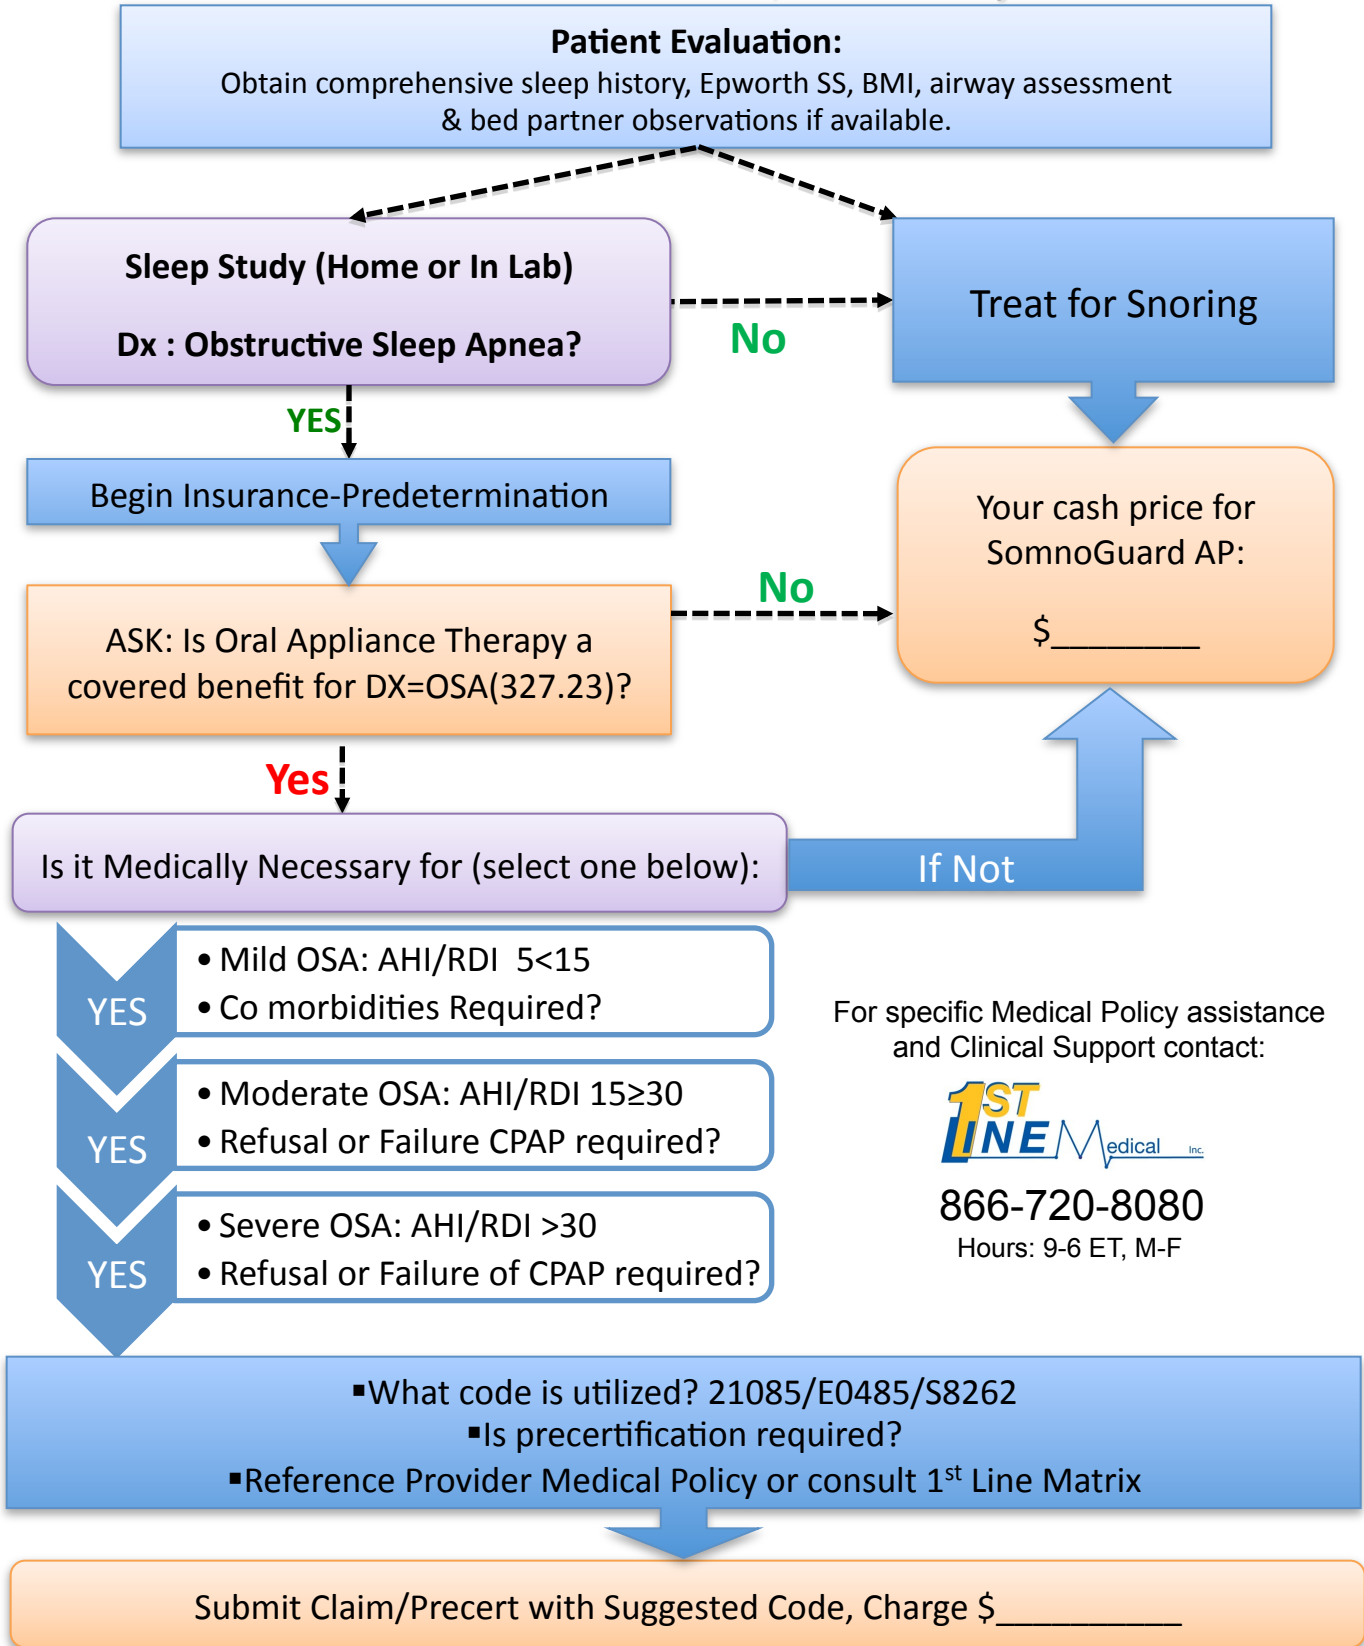 Patient Evaluation:
Obtain comprehensive sleep history, Epworth SS, BMI, airway assessment
& bed partner observations if available.
Sleep Study (Home or In Lab)
Dx : Obstructive Sleep Apnea?
No
Treat for Snoring
YES
Begin Insurance-Predetermination
Your cash price for
SomnoGuard AP:
$________
No
ASK: Is Oral Appliance Therapy a
covered benefit for DX=OSA(327.23)?
Yes
Is it Medically Necessary for (select one below):
If Not
YES
• Mild OSA: AHI/RDI  5<15
• Co morbidities Required?
YES
• Moderate OSA: AHI/RDI 15≥30
• Refusal or Failure CPAP required?
YES
• Severe OSA: AHI/RDI >30
• Refusal or Failure of CPAP required?
For specific Medical Policy assistance
and Clinical Support contact:
1ST
LINE Medical Inc.
866-720-8080
Hours: 9-6 ET, M-F
▪What code is utilized? 21085/E0485/S8262
▪Is precertification required?
▪Reference Provider Medical Policy or consult 1st Line Matrix
Submit Claim/Precert with Suggested Code, Charge $__________